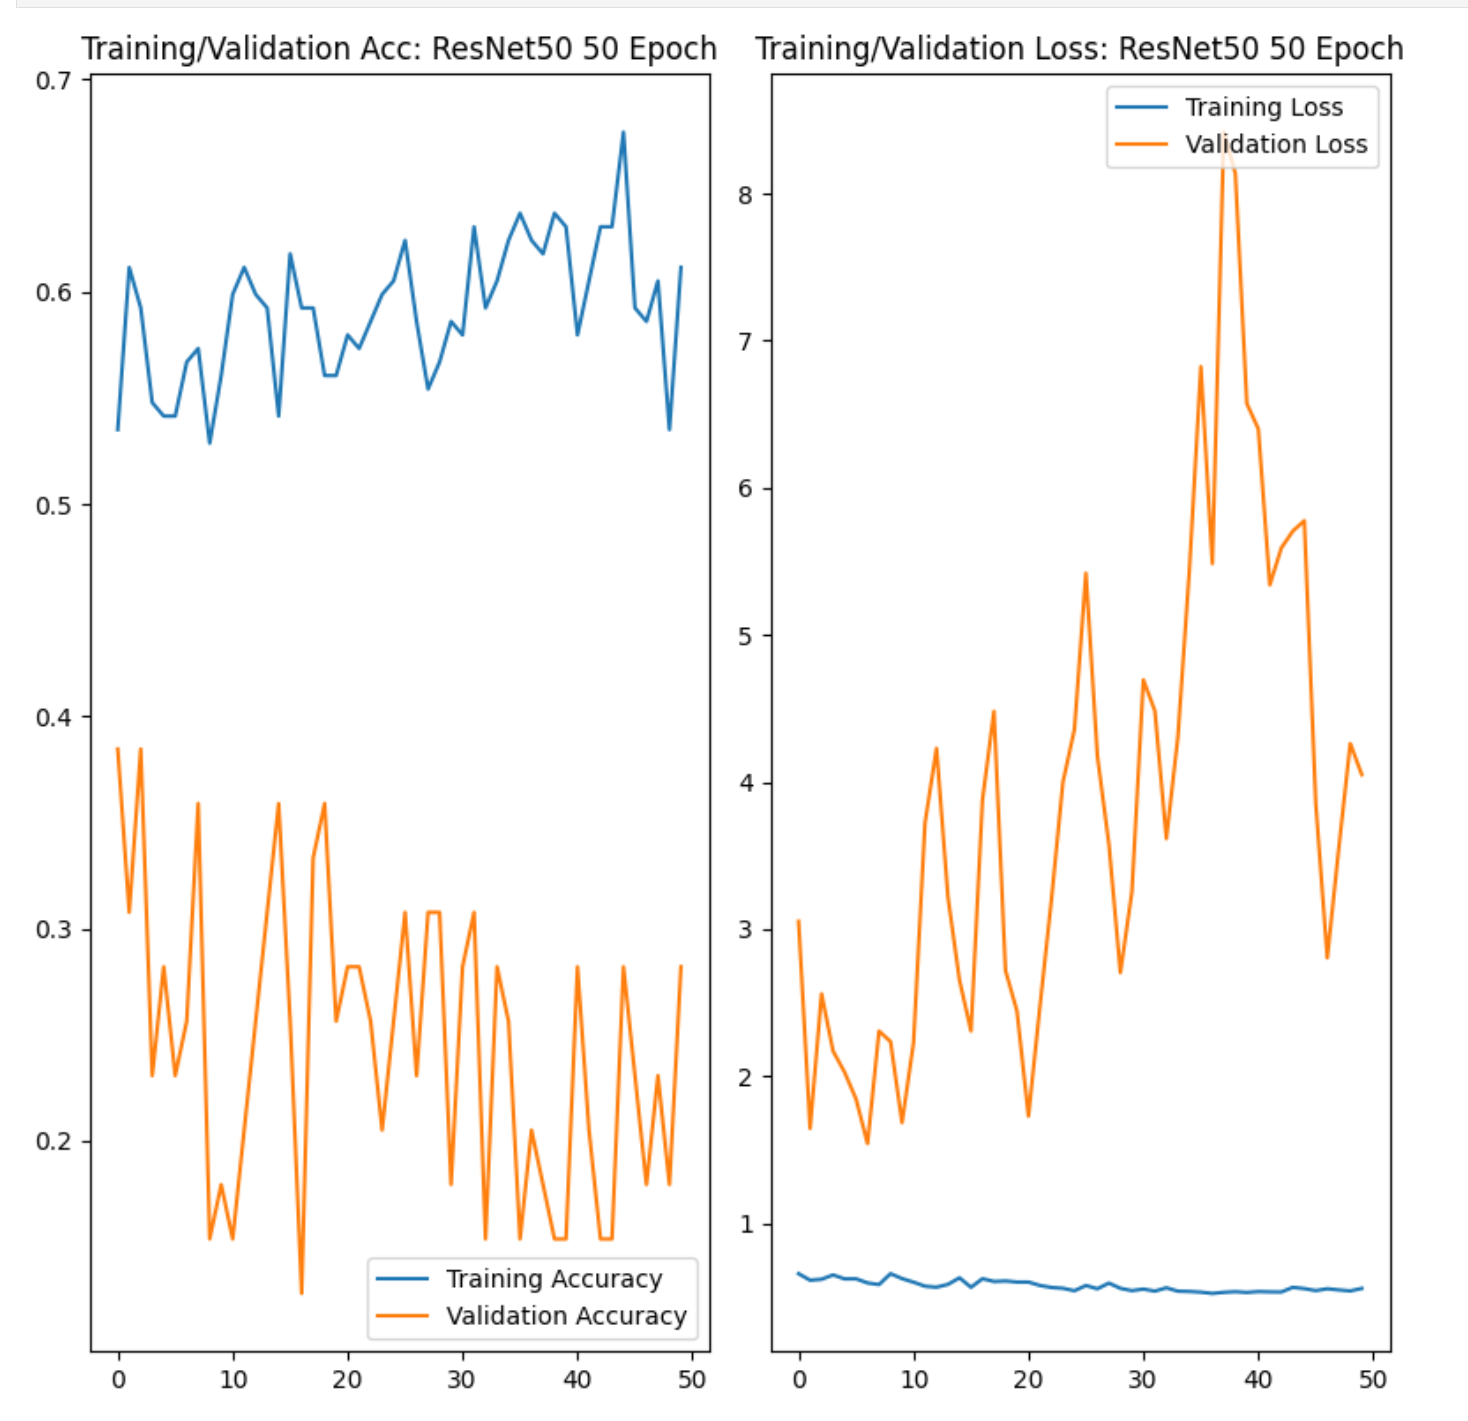 Training/Validation Acc: ResNet50 50 Epoch
0.7
0.6
0.5
0.4
0.3
0.2
0 10 20 30 40 50
Training Accuracy
Validation Accuracy
Training/Validation Loss: ResNet50 50 Epoch
8
7
6
5
4
3
2
1
0 10 20 30 40 50
Training Loss
Validation Loss